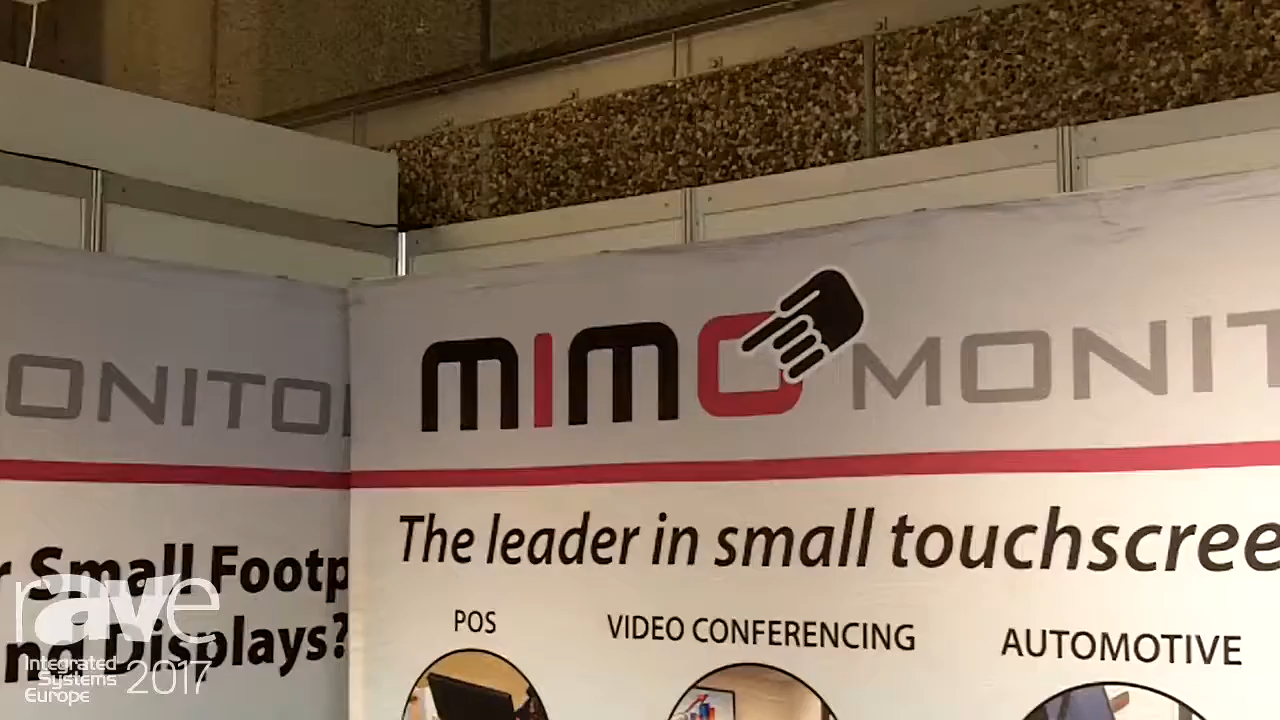 ONITO
r Small Footp
nd Displays?
mimo MONIT
The leader in small touchscree
POS
VIDEO CONFERENCING
AUTOMOTIVE
rave
Integrated
Systems
Europe
2017